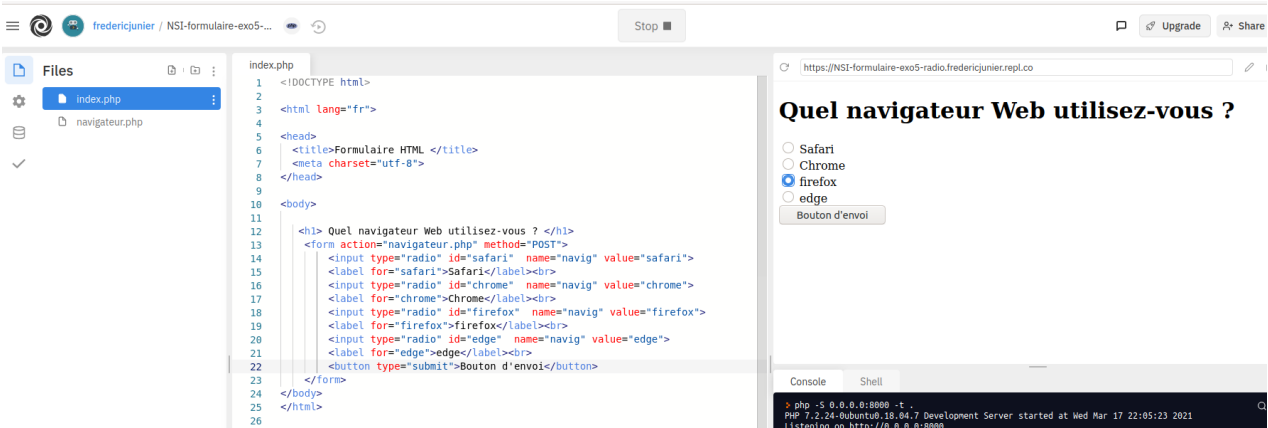 fredericjunier / NSI-formulaire-exo5-...
Stop
Upgrade
Share
Files
index.php
navigateur.php
index.php
1 <!DOCTYPE html>
2
3 <html lang="fr">
4
5 <head>
6 <title>Formulaire HTML </title>
7 <meta charset="utf-8">
8 </head>
9
10 <body>
11
12 <h1> Quel navigateur Web utilisez-vous ? </h1>
13 <form action="navigateur.php" method="POST">
14 <input type="radio" id="safari"  name="navig" value="safari">
15 <label for="safari">Safari</label><br>
16 <input type="radio" id="chrome"  name="navig" value="chrome">
17 <label for="chrome">Chrome</label><br>
18 <input type="radio" id="firefox"  name="navig" value="firefox">
19 <label for="firefox">firefox</label><br>
20 <input type="radio" id="edge"  name="navig" value="edge">
21 <label for="edge">edge</label><br>
22 <button type="submit">Bouton d'envoi</button>
23 </form>
24 </body>
25 </html>
26
https://NSI-formulaire-exo5-radio.fredericjunier.repl.co
Quel navigateur Web utilisez-vous ?
Safari
Chrome
firefox
edge
Bouton d'envoi
Console
Shell
> php -S 0.0.0.0:8000 -t .
PHP 7.2.24-0ubuntu0.18.04.7 Development Server started at Wed Mar 17 22:05:23 2021
Listening on http://0.0.0.0:8000